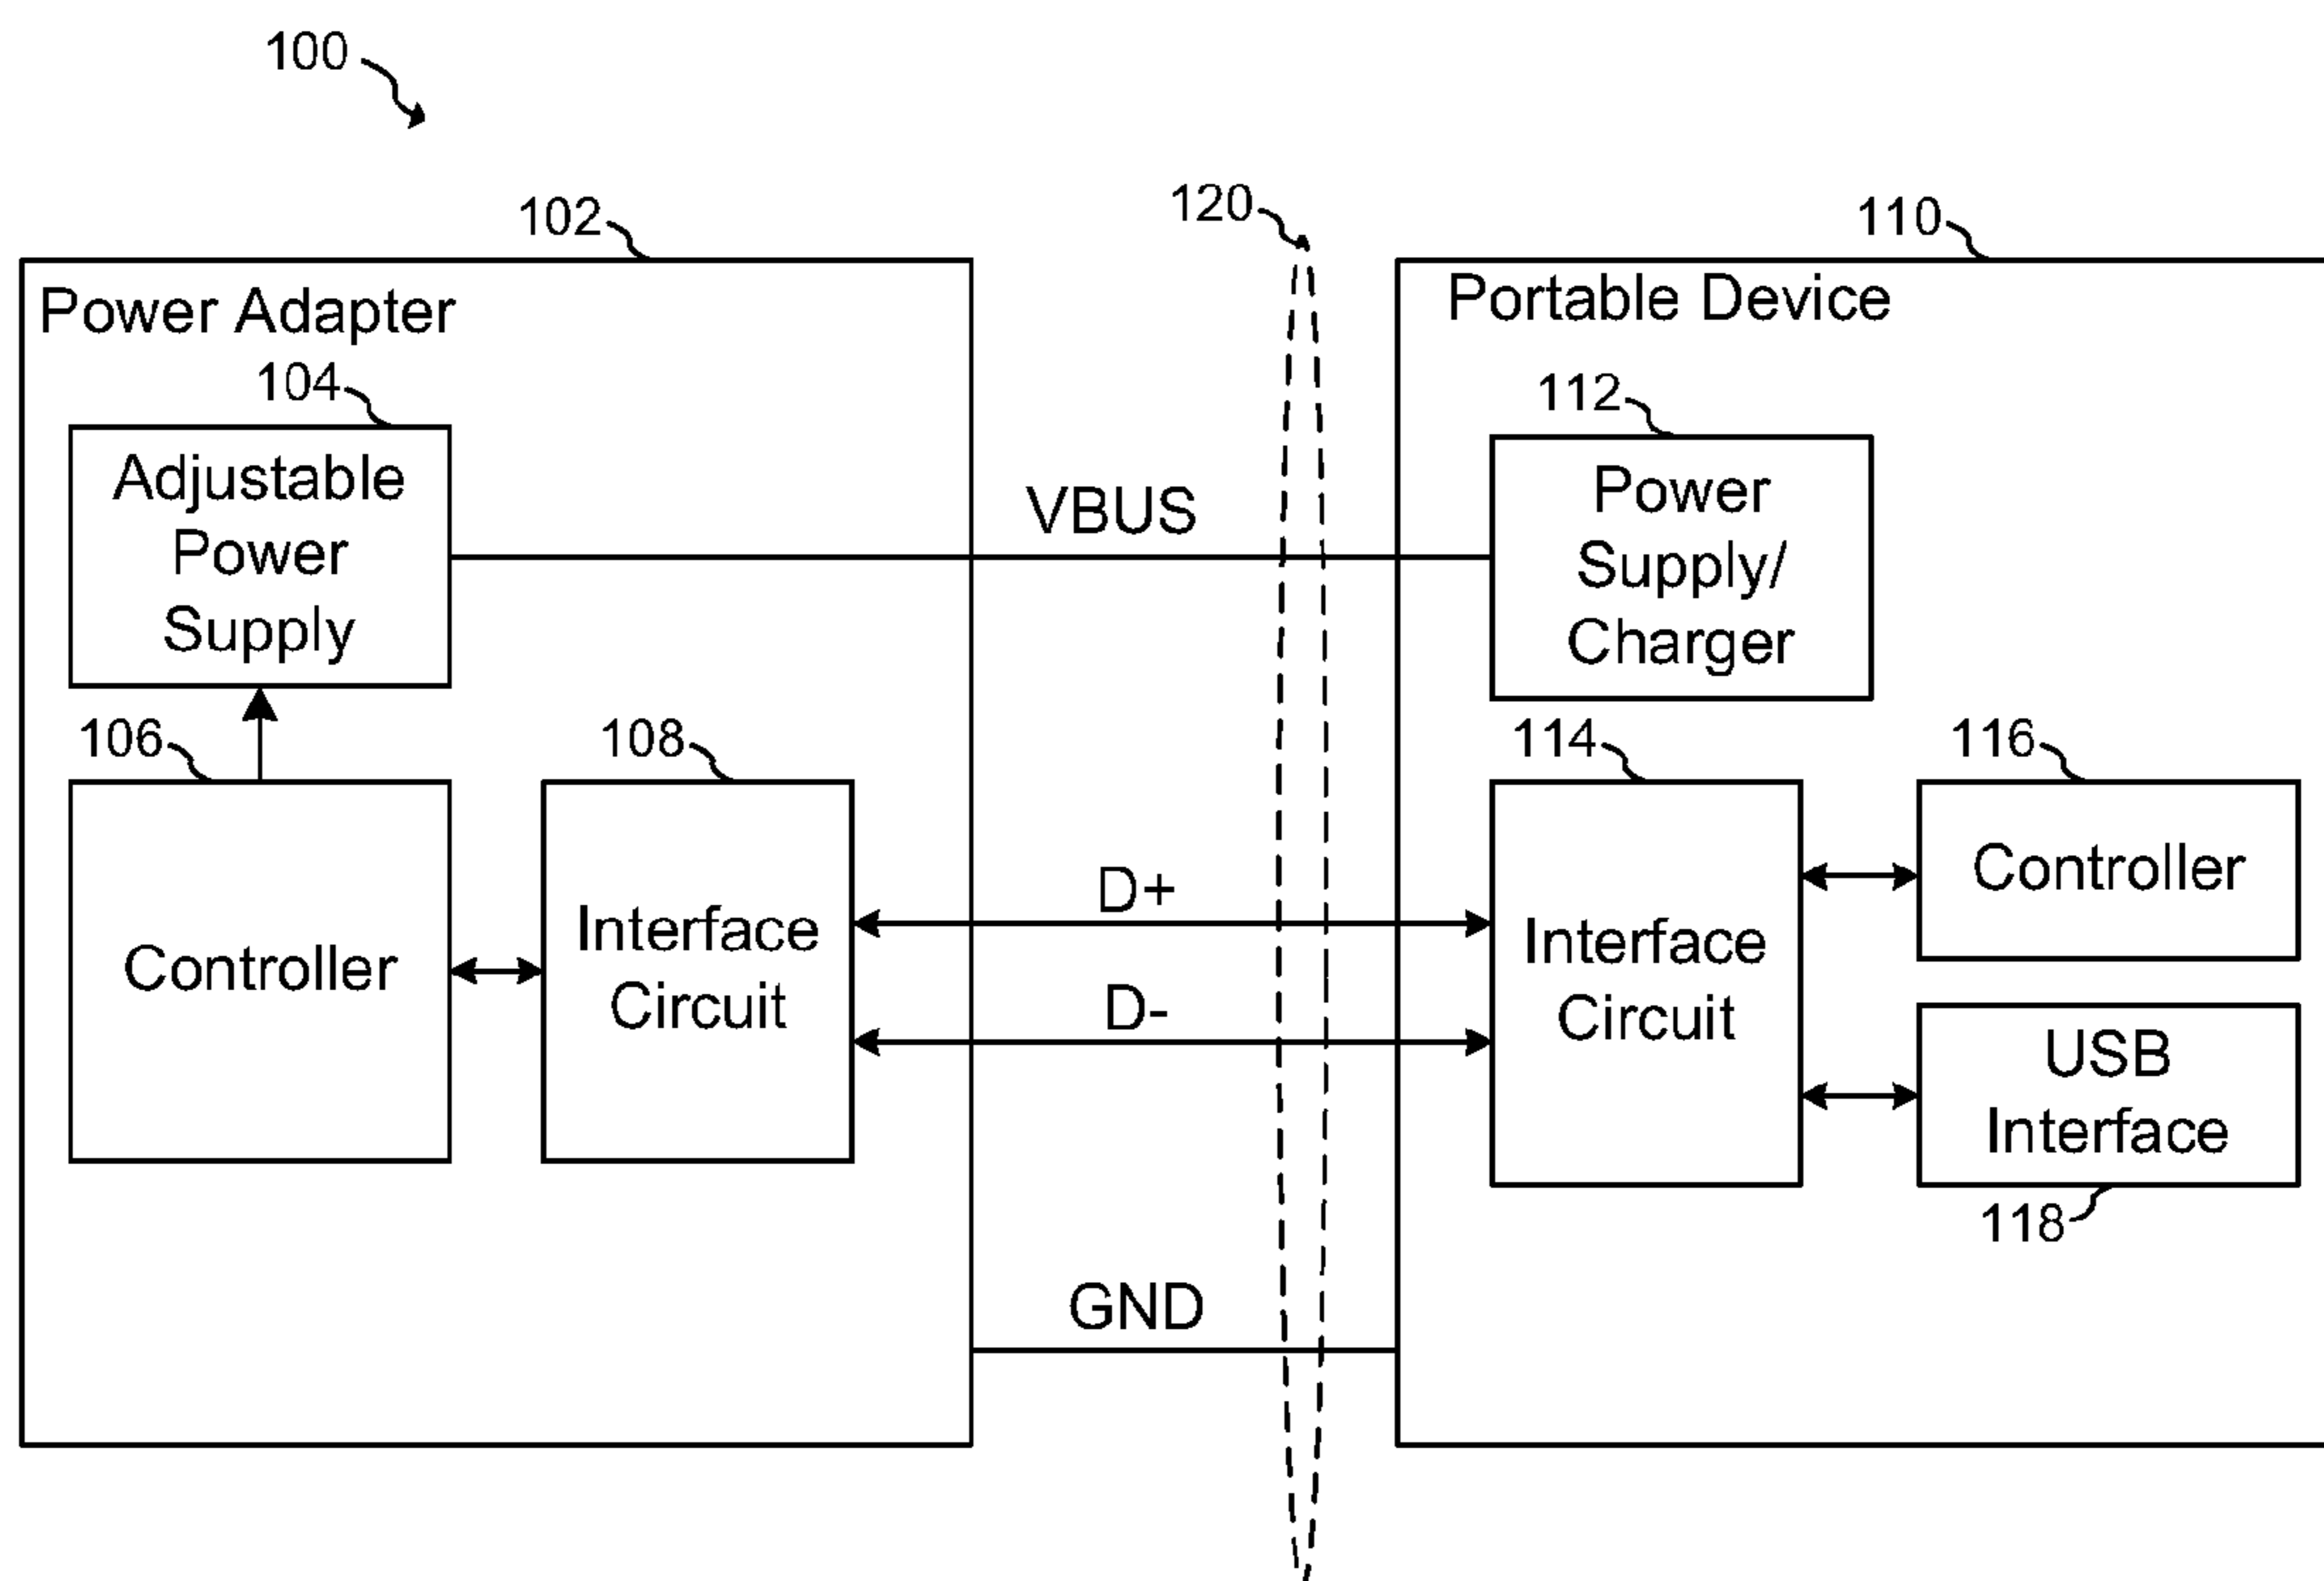 100
102
120
110
Power Adapter
Portable Device
104
112
Adjustable
Power
Supply
VBUS
Power
Supply/
Charger
106
108
114
116
Controller
Interface
Circuit
D+
D-
Interface
Circuit
Controller
USB
Interface
118
GND